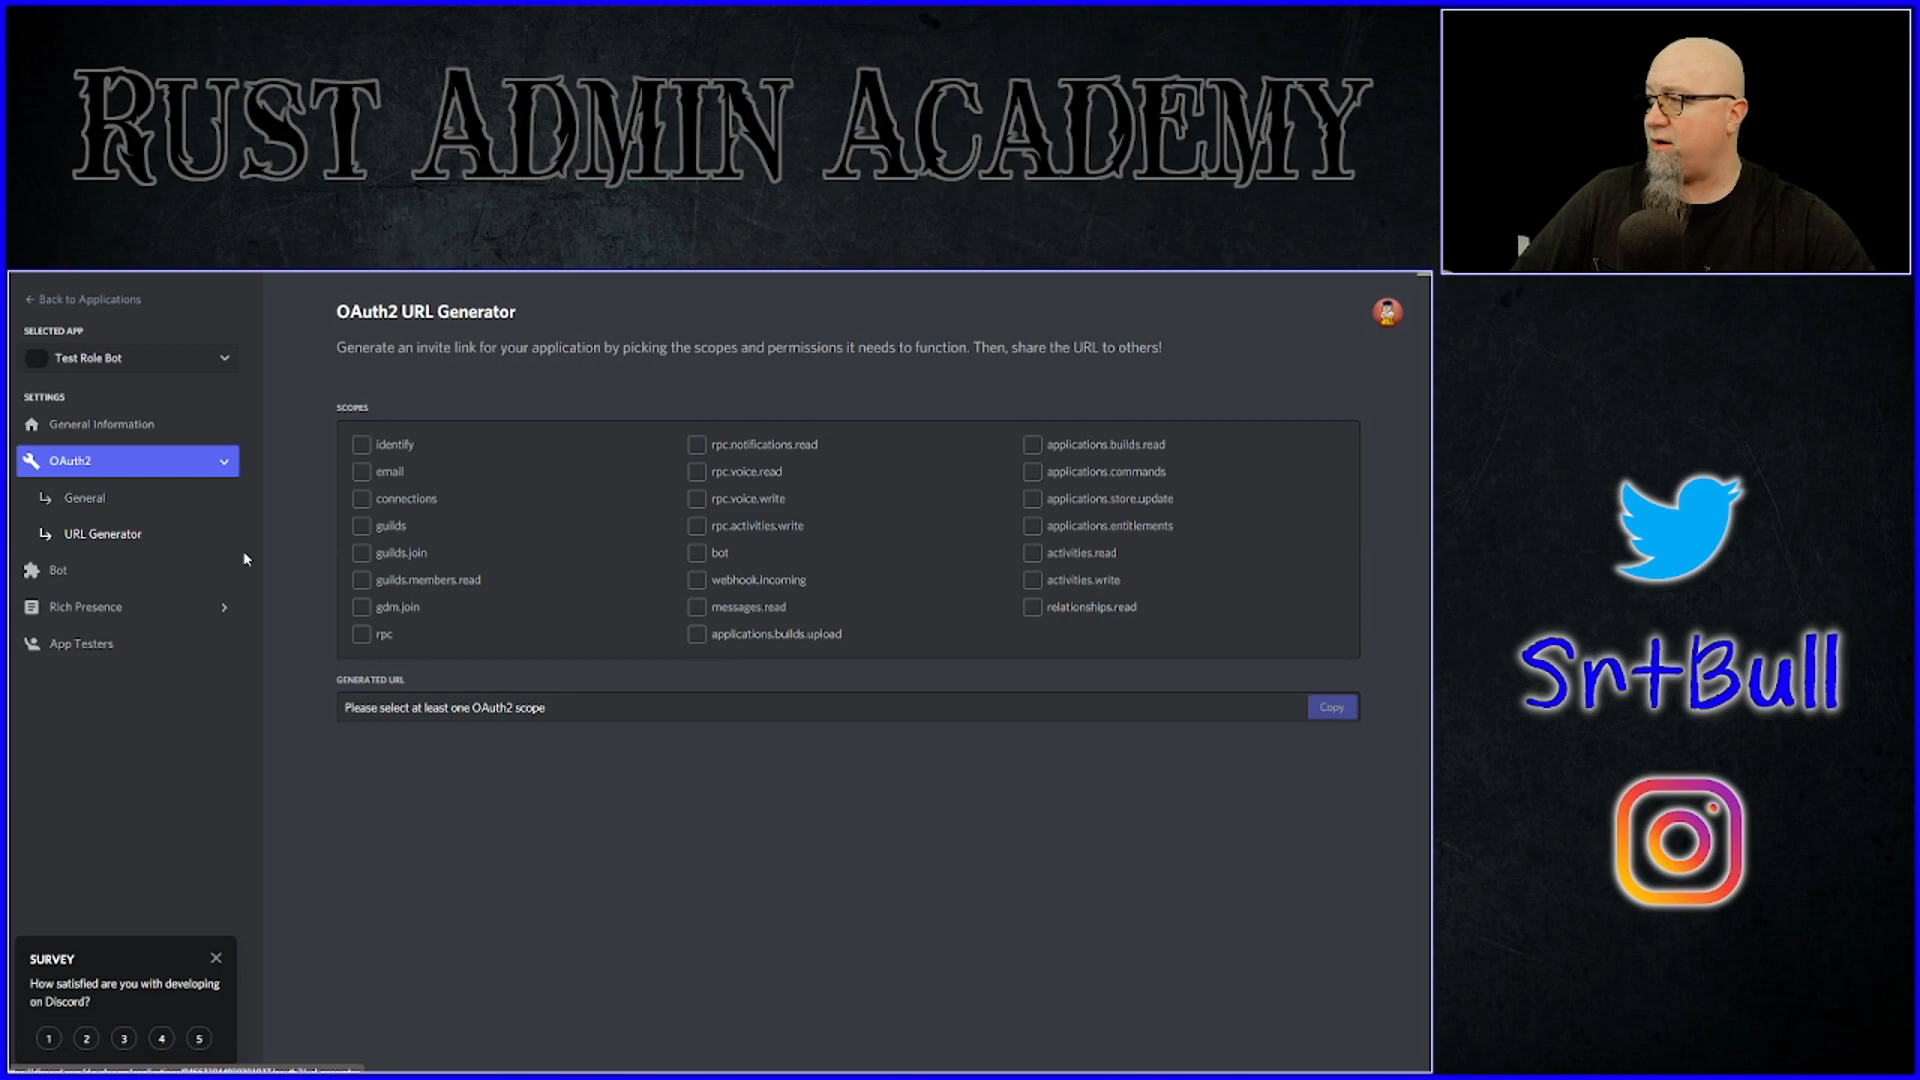 RUST ADMIN ACADEMY
← Back to Applications
SELECTED APP
Test Role Bot
SETTINGS
General Information
OAuth2
General
URL Generator
Bot
Rich Presence
App Testers
OAuth2 URL Generator
Generate an invite link for your application by picking the scopes and permissions it needs to function. Then, share the URL to others!
SCOPES
identify
email
connections
guilds
guilds.join
guilds.members.read
gdm.join
rpc
rpc.notifications.read
rpc.voice.read
rpc.voice.write
rpc.activities.write
bot
webhook.incoming
messages.read
applications.builds.upload
applications.builds.read
applications.commands
applications.store.update
applications.entitlements
activities.read
activities.write
relationships.read
GENERATED URL
Please select at least one OAuth2 scope
Copy
SURVEY
How satisfied are you with developing
on Discord?
1 2 3 4 5
SntBull